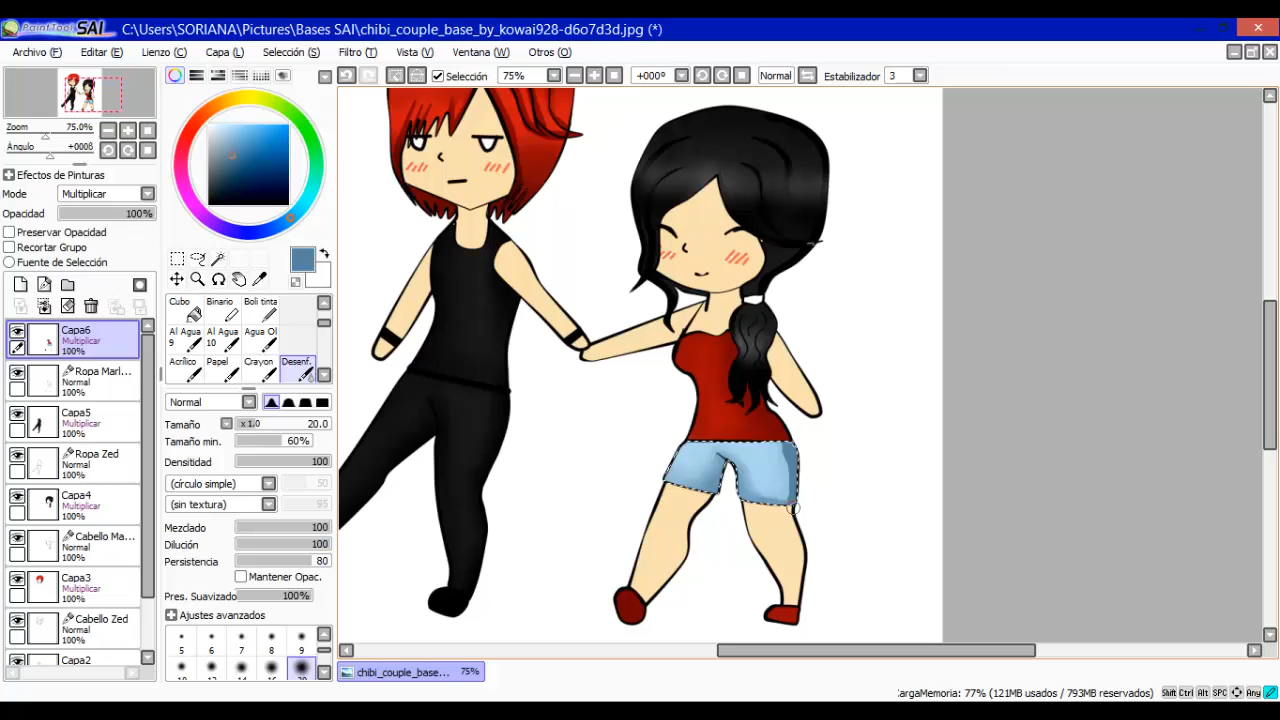 PaintTool SAI C:\Users\SORIANA\Pictures\Bases SAI\chibi_couple_base_by_kowai928-d6o7d3d.jpg (*)
Archivo (F) Editar (E) Lienzo (C) Capa (L) Selección (S) Filtro (T) Vista (V) Ventana (W) Otros (O)
Selección 75% +000º Normal Estabilizador 3
Zoom 75.0%
Ángulo +000ß
Efectos de Pinturas
Mode Multiplicar
Opacidad 100%
Preservar Opacidad
Recortar Grupo
Fuente de Selección
Capa6
Multiplicar
100%
Ropa Marl...
Normal
100%
Capa5
Multiplicar
100%
Ropa Zed
Normal
100%
Capa4
Multiplicar
100%
Cabello Ma...
Normal
100%
Capa3
Multiplicar
100%
Cabello Zed
Normal
100%
Capa2
Cubo Binario Boli tinta
Al Agua 9 Al Agua 10 Agua Ol
Acrílico Papel Crayon Desenf.
Normal
Tamaño x 1.0 20.0
Tamaño min. 60%
Densitidad 100
(círculo simple) 50
(sin textura) 95
Mezclado 100
Dilución 100
Persistencia 80
Mantener Opac.
Pres. Suavizado 100%
Ajustes avanzados
5 6 7 8 9
chibi_couple_base... 75%
CargaMemoria: 77% (121MB usados / 793MB reservados) Shift Ctrl Alt SPC Any